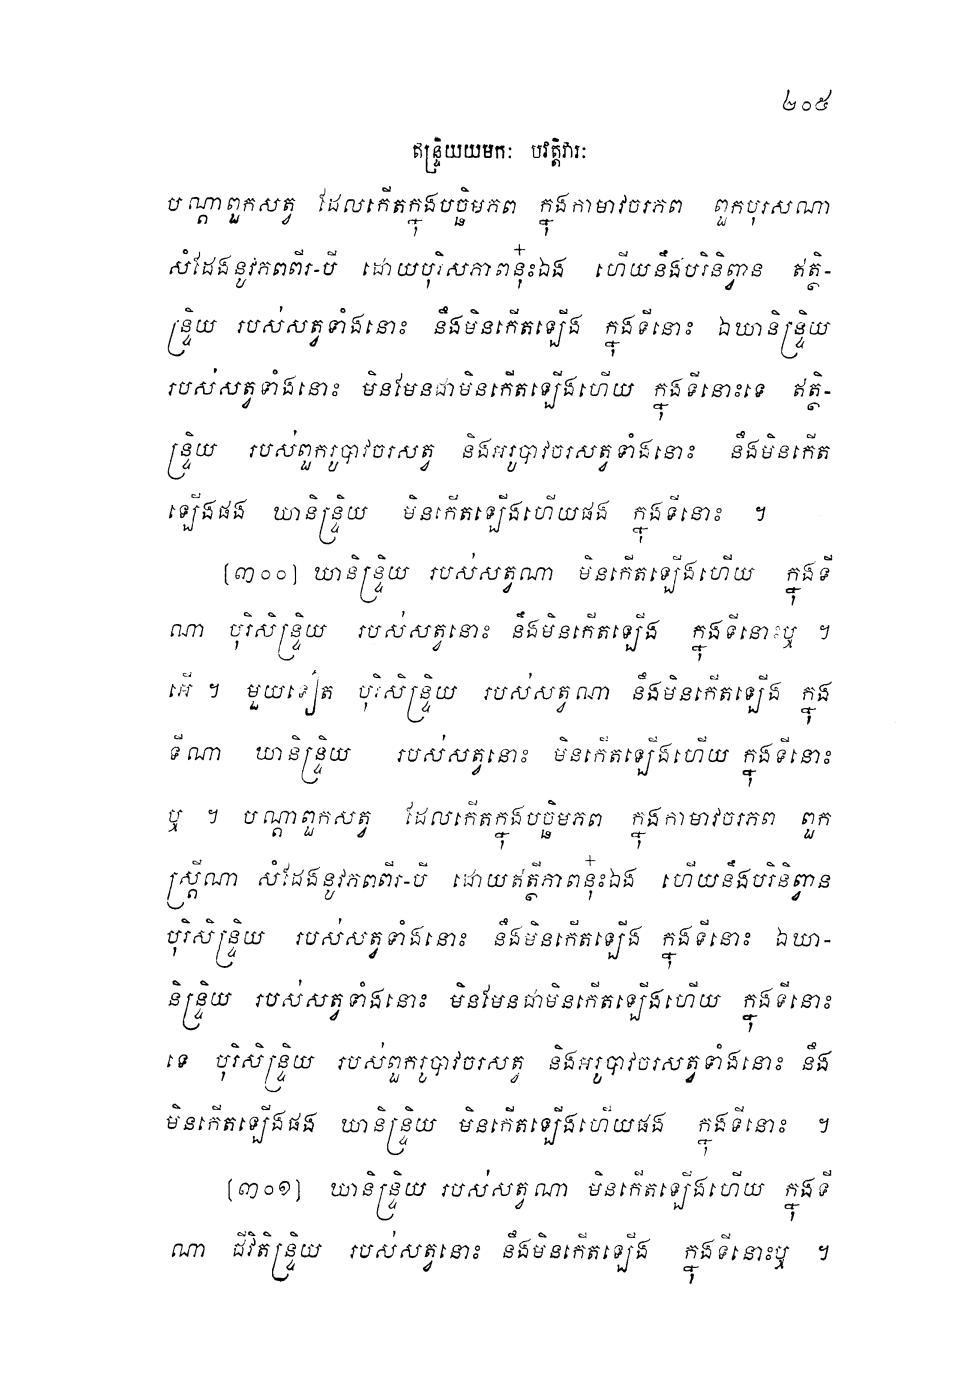 ២០៥
ឥន្ទ្រិយយមកៈ បវត្តិវារៈ
បណ្តាពួកសត្វ ដែលកើតក្នុងបច្ឆិមភព ក្នុងកាមាវចរភព ពួកបុរសណា
សំដែងនូវភពពីរ-បី ដោយបុរិសភាពនុ៎ះឯង ហើយនឹងបរិនិព្វាន ឥត្ថិ-
ន្ទ្រិយ របស់សត្វទាំងនោះ នឹងមិនកើតឡើង ក្នុងទីនោះ ឯឃានិន្ទ្រិយ
របស់សត្វទាំងនោះ មិនមែនជាមិនកើតឡើងហើយ ក្នុងទីនោះទេ ឥត្ថិ-
ន្ទ្រិយ របស់ពួករូបាវចរសត្វ និងអរូបាវចរសត្វទាំងនោះ នឹងមិនកើត
ឡើងផង ឃានិន្ទ្រិយ មិនកើតឡើងហើយផង ក្នុងទីនោះ ។
[៣០០] ឃានិន្ទ្រិយ របស់សត្វណា មិនកើតឡើងហើយ ក្នុងទី
ណា បុរិសិន្ទ្រិយ របស់សត្វនោះ នឹងមិនកើតឡើង ក្នុងទីនោះឬ ។
អើ ។ មួយទៀត បុរិសិន្ទ្រិយ របស់សត្វណា នឹងមិនកើតឡើង ក្នុង
ទីណា ឃានិន្ទ្រិយ របស់សត្វនោះ មិនកើតឡើងហើយ ក្នុងទីនោះ
ឬ ។ បណ្តាពួកសត្វ ដែលកើតក្នុងបច្ឆិមភព ក្នុងកាមាវចរភព ពួក
ស្រ្តីណា សំដែងនូវភពពីរ-បី ដោយឥត្ថីភាពនុ៎ះឯង ហើយនឹងបរិនិព្វាន
បុរិសិន្ទ្រិយ របស់សត្វទាំងនោះ នឹងមិនកើតឡើង ក្នុងទីនោះ ឯឃា-
និន្ទ្រិយ របស់សត្វទាំងនោះ មិនមែនជាមិនកើតឡើងហើយ ក្នុងទីនោះ
ទេ បុរិសិន្ទ្រិយ របស់ពួករូបាវចរសត្វ និងអរូបាវចរសត្វទាំងនោះ នឹង
មិនកើតឡើងផង ឃានិន្ទ្រិយ មិនកើតឡើងហើយផង ក្នុងទីនោះ ។
[៣០១] ឃានិន្ទ្រិយ របស់សត្វណា មិនកើតឡើងហើយ ក្នុងទី
ណា ជីវិតិន្ទ្រិយ របស់សត្វនោះ នឹងមិនកើតឡើង ក្នុងទីនោះឬ ។